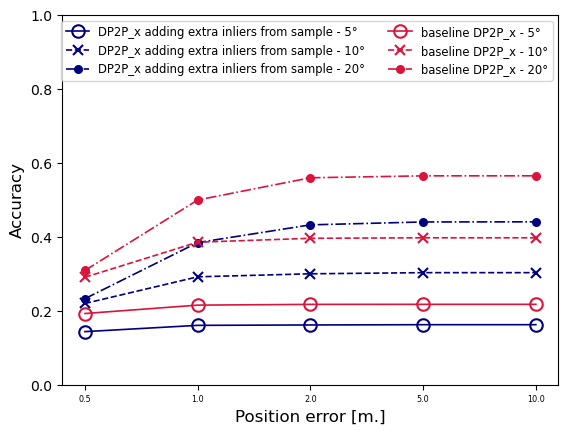 DP2P_x adding extra inliers from sample - 5°
DP2P_x adding extra inliers from sample - 10°
DP2P_x adding extra inliers from sample - 20°
baseline DP2P_x - 5°
baseline DP2P_x - 10°
baseline DP2P_x - 20°
1.0
0.8
0.6
0.4
0.2
0.0
Accuracy
0.5
1.0
2.0
5.0
10.0
Position error [m.]